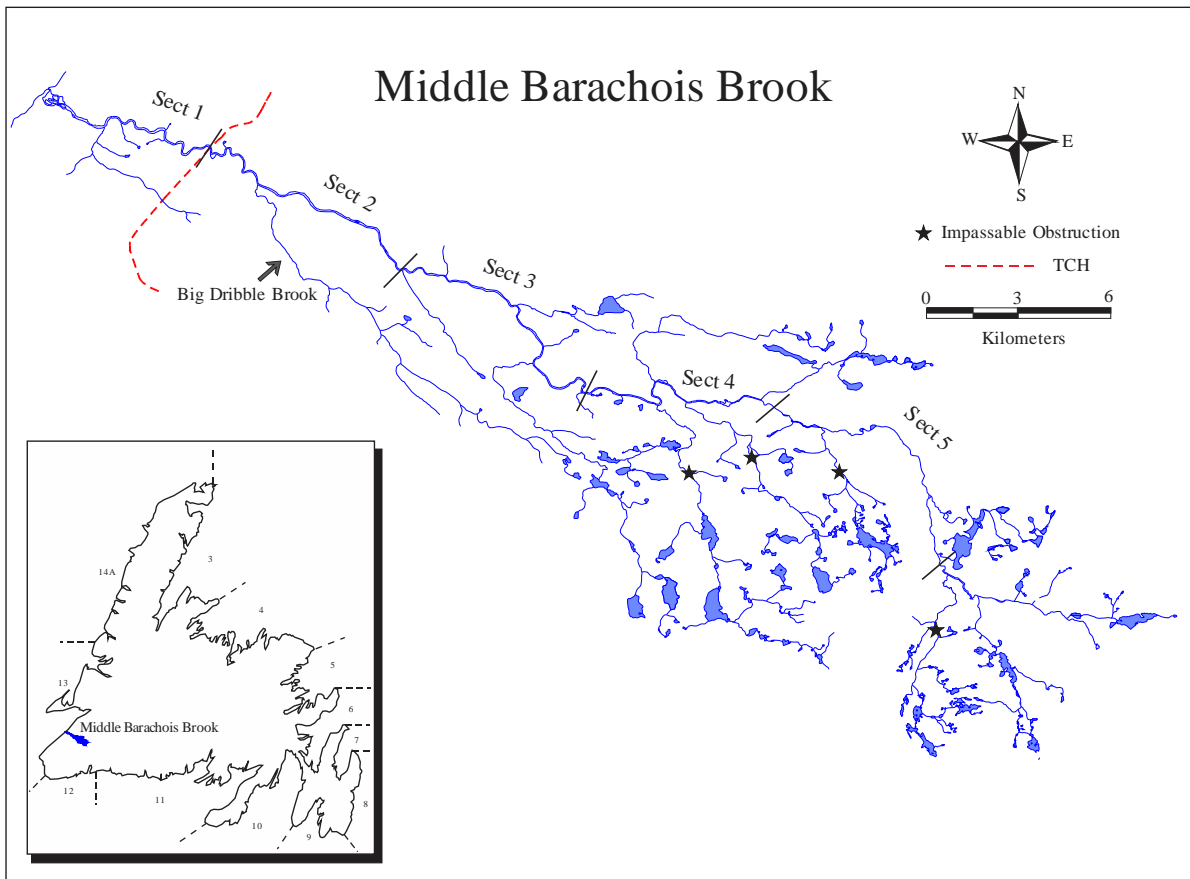 Middle Barachois Brook
Sect 1
Sect 2
Sect 3
Sect 4
Sect 5
Big Dribble Brook
N
W
E
S
Impassable Obstruction
TCH
0
3
6
Kilometers
14A
3
4
5
6
7
8
9
10
11
12
13
Middle Barachois Brook